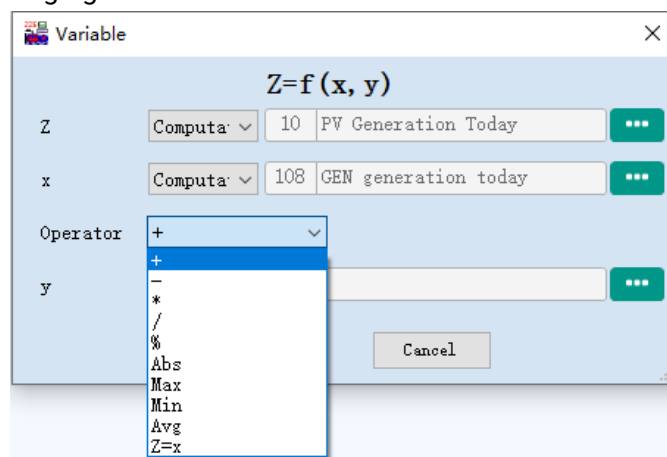 Variable
Z=f(x, y)
Z Computa 10 PV Generation Today
x Computa 108 GEN generation today
Operator +
+
-
y
*
/
%
Cancel
Abs
Max
Min
Avg
Z=x